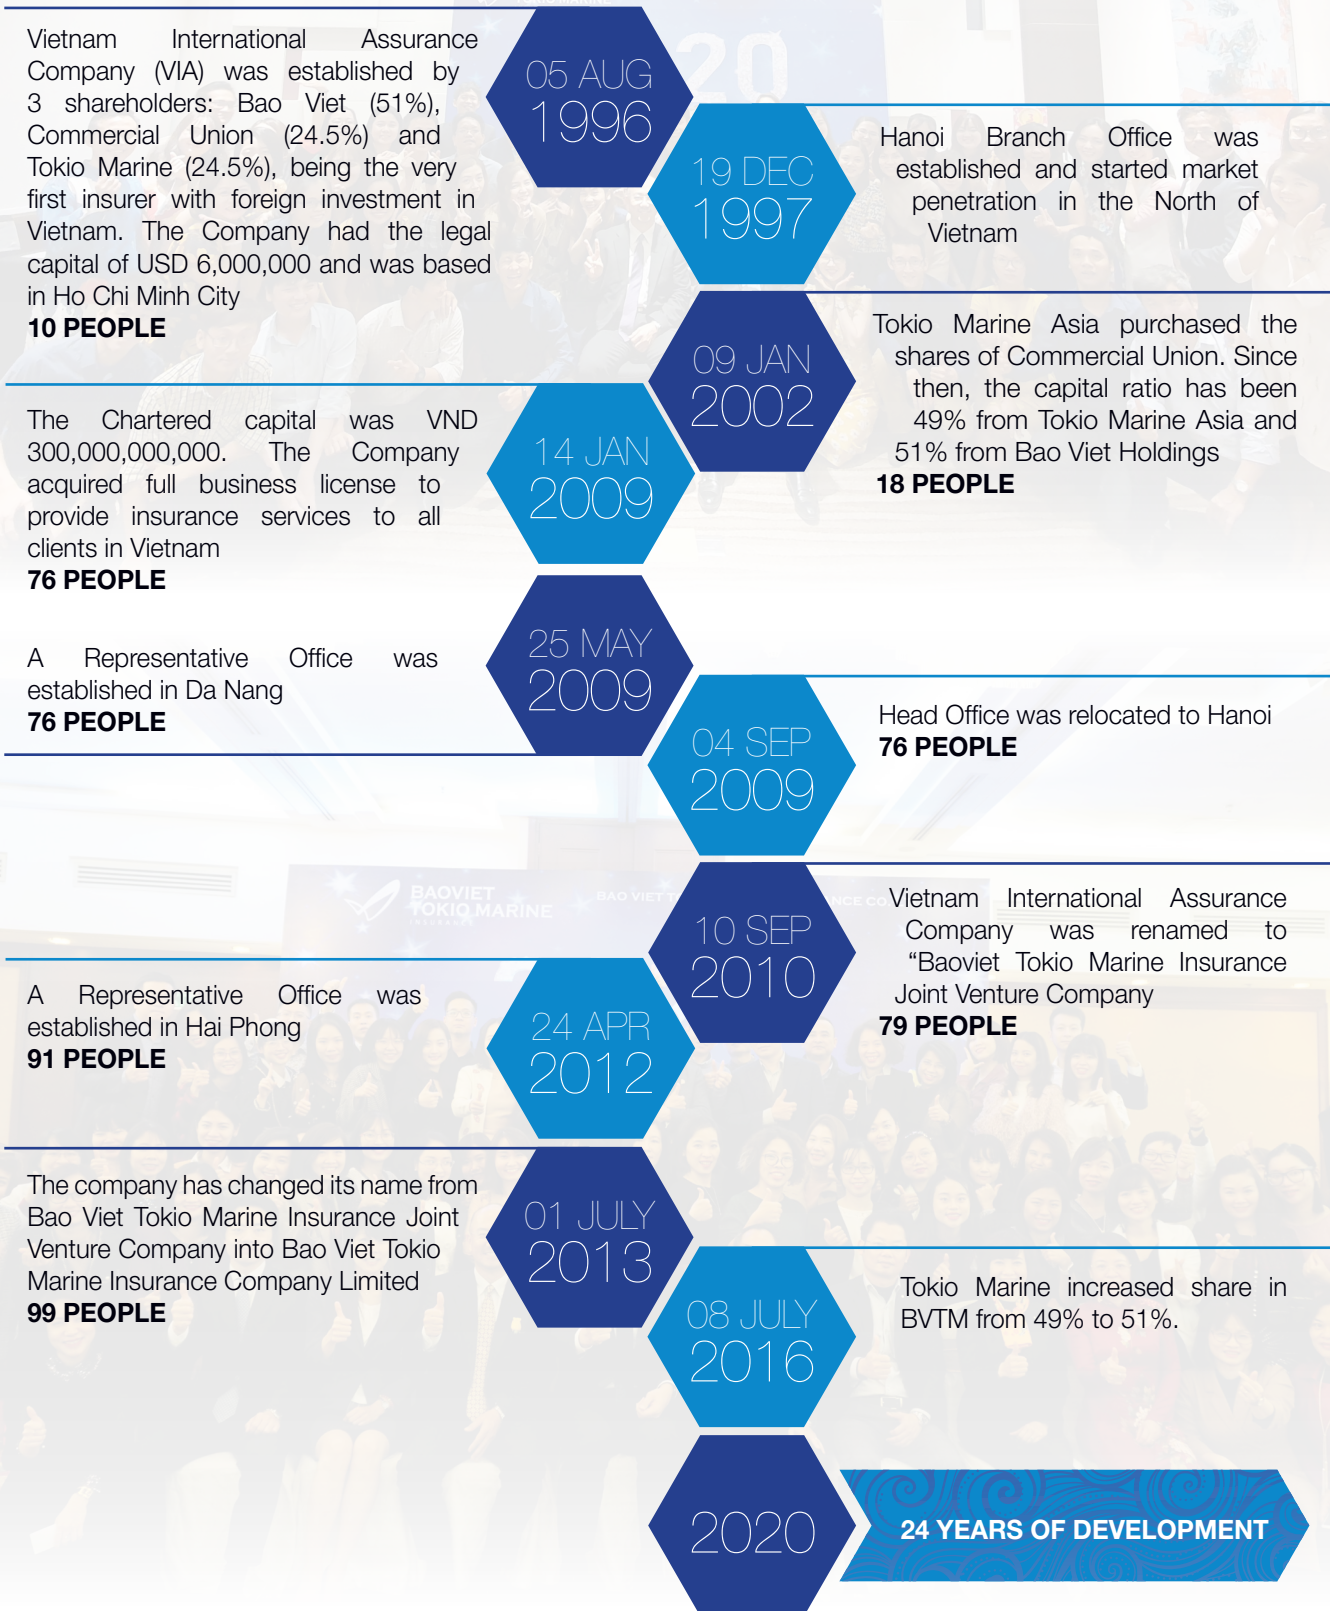 Vietnam International Assurance
Company (VIA) was established by
3 shareholders: Bao Viet (51%),
Commercial Union (24.5%) and
Tokio Marine (24.5%), being the very
first insurer with foreign investment in
Vietnam. The Company had the legal
capital of USD 6,000,000 and was based
in Ho Chi Minh City
10 PEOPLE
05 AUG
1996
20
19 DEC
1997
Hanoi Branch Office was
established and started market
penetration in the North of
Vietnam
09 JAN
2002
Tokio Marine Asia purchased the
shares of Commercial Union. Since
then, the capital ratio has been
49% from Tokio Marine Asia and
51% from Bao Viet Holdings
18 PEOPLE
The Chartered capital was VND
300,000,000,000. The Company
acquired full business license to
provide insurance services to all
clients in Vietnam
76 PEOPLE
14 JAN
2009
A Representative Office was
established in Da Nang
76 PEOPLE
25 MAY
2009
04 SEP
2009
Head Office was relocated to Hanoi
76 PEOPLE
BAOVIET
TOKIO MARINE
INSURANCE
BAO VIET
NCE CO
10 SEP
2010
Vietnam International Assurance
Company was renamed to
“Baoviet Tokio Marine Insurance
Joint Venture Company
79 PEOPLE
A Representative Office was
established in Hai Phong
91 PEOPLE
24 APR
2012
The company has changed its name from
Bao Viet Tokio Marine Insurance Joint
Venture Company into Bao Viet Tokio
Marine Insurance Company Limited
99 PEOPLE
01 JULY
2013
08 JULY
2016
Tokio Marine increased share in
BVTM from 49% to 51%.
2020
24 YEARS OF DEVELOPMENT